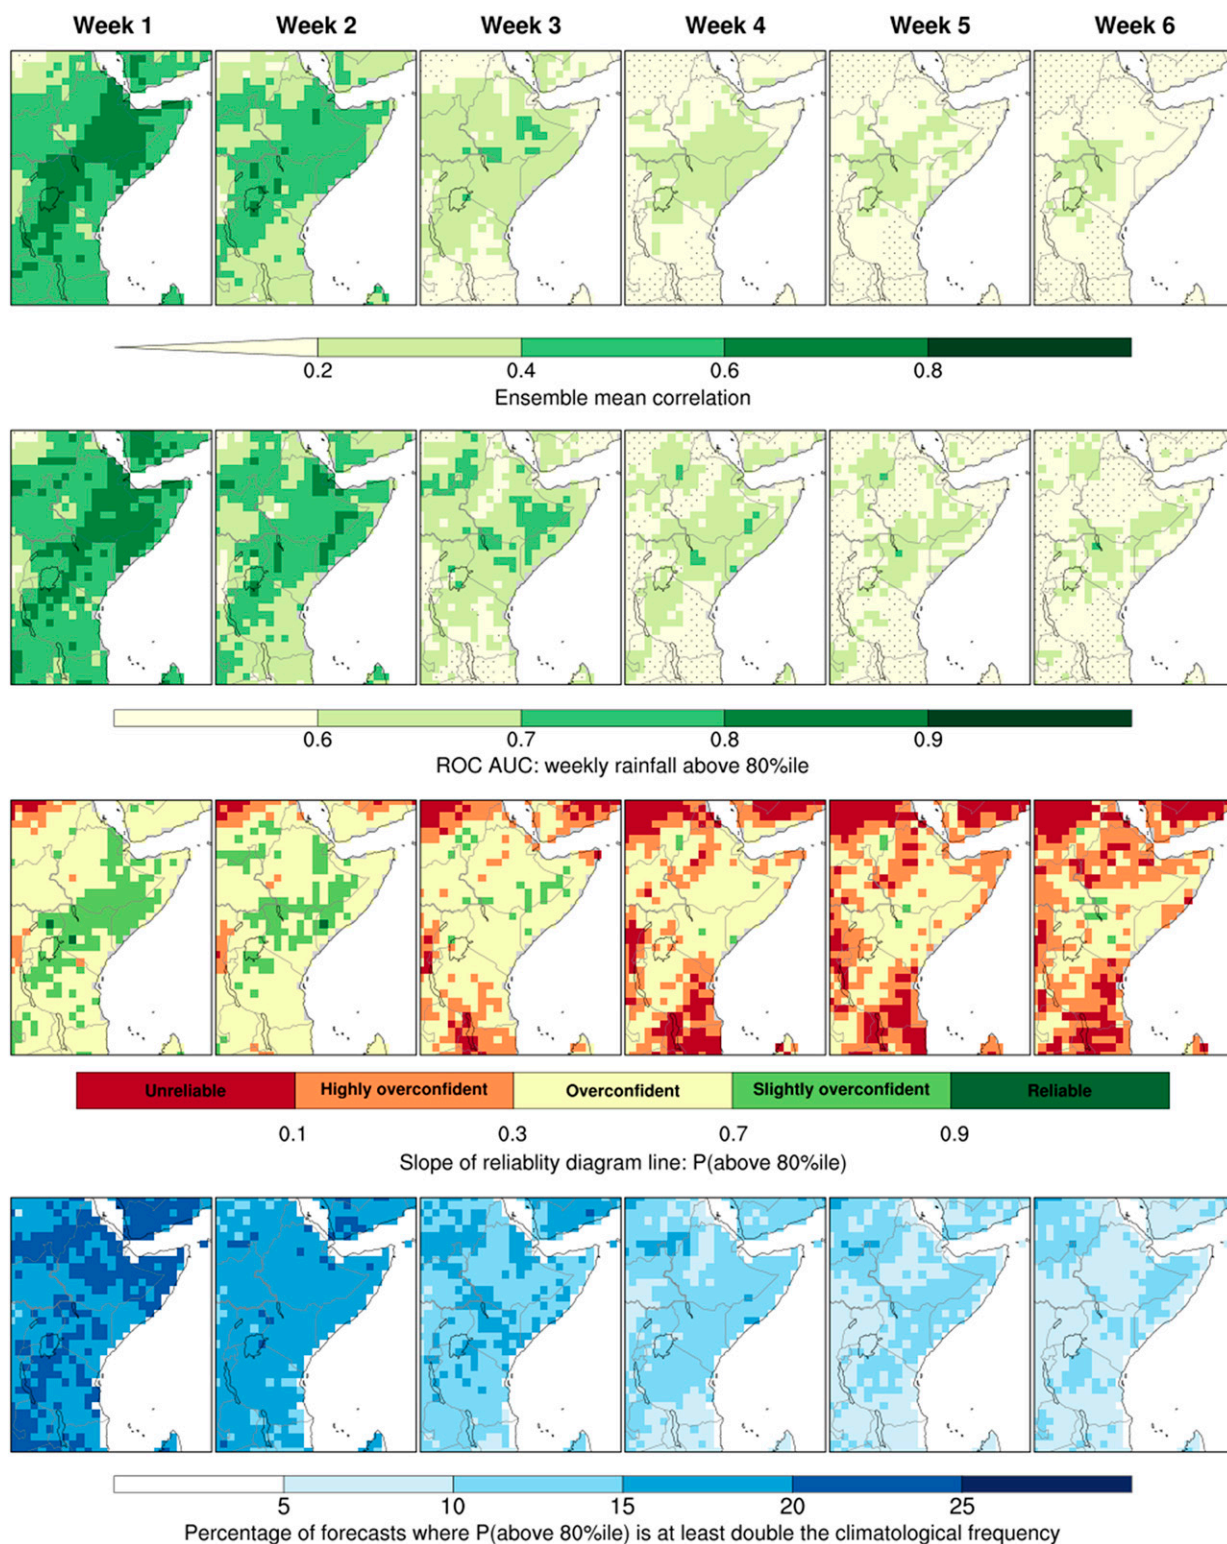 Week 1 Week 2 Week 3 Week 4 Week 5 Week 6
0.2 0.4 0.6 0.8
Ensemble mean correlation
0.6 0.7 0.8 0.9
ROC AUC: weekly rainfall above 80%ile
Unreliable Highly overconfident Overconfident Slightly overconfident Reliable
0.1 0.3 0.7 0.9
Slope of reliablity diagram line: P(above 80%ile)
5 10 15 20 25
Percentage of forecasts where P(above 80%ile) is at least double the climatological frequency